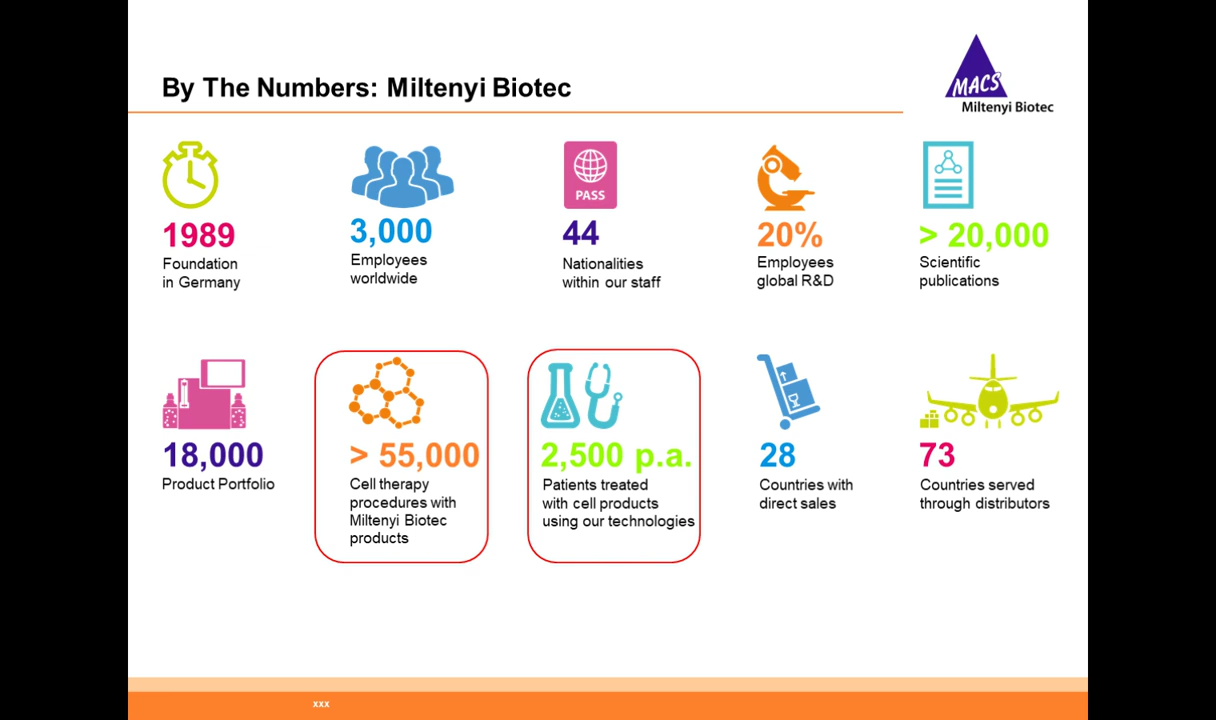 By The Numbers: Miltenyi Biotec
MACS
Miltenyi Biotec
1989
Foundation
in Germany
3,000
Employees
worldwide
PASS
44
Nationalities
within our staff
20%
Employees
global R&D
> 20,000
Scientific
publications
18,000
Product Portfolio
> 55,000
Cell therapy
procedures with
Miltenyi Biotec
products
2,500 p.a.
Patients treated
with cell products
using our technologies
28
Countries with
direct sales
73
Countries served
through distributors
xxx